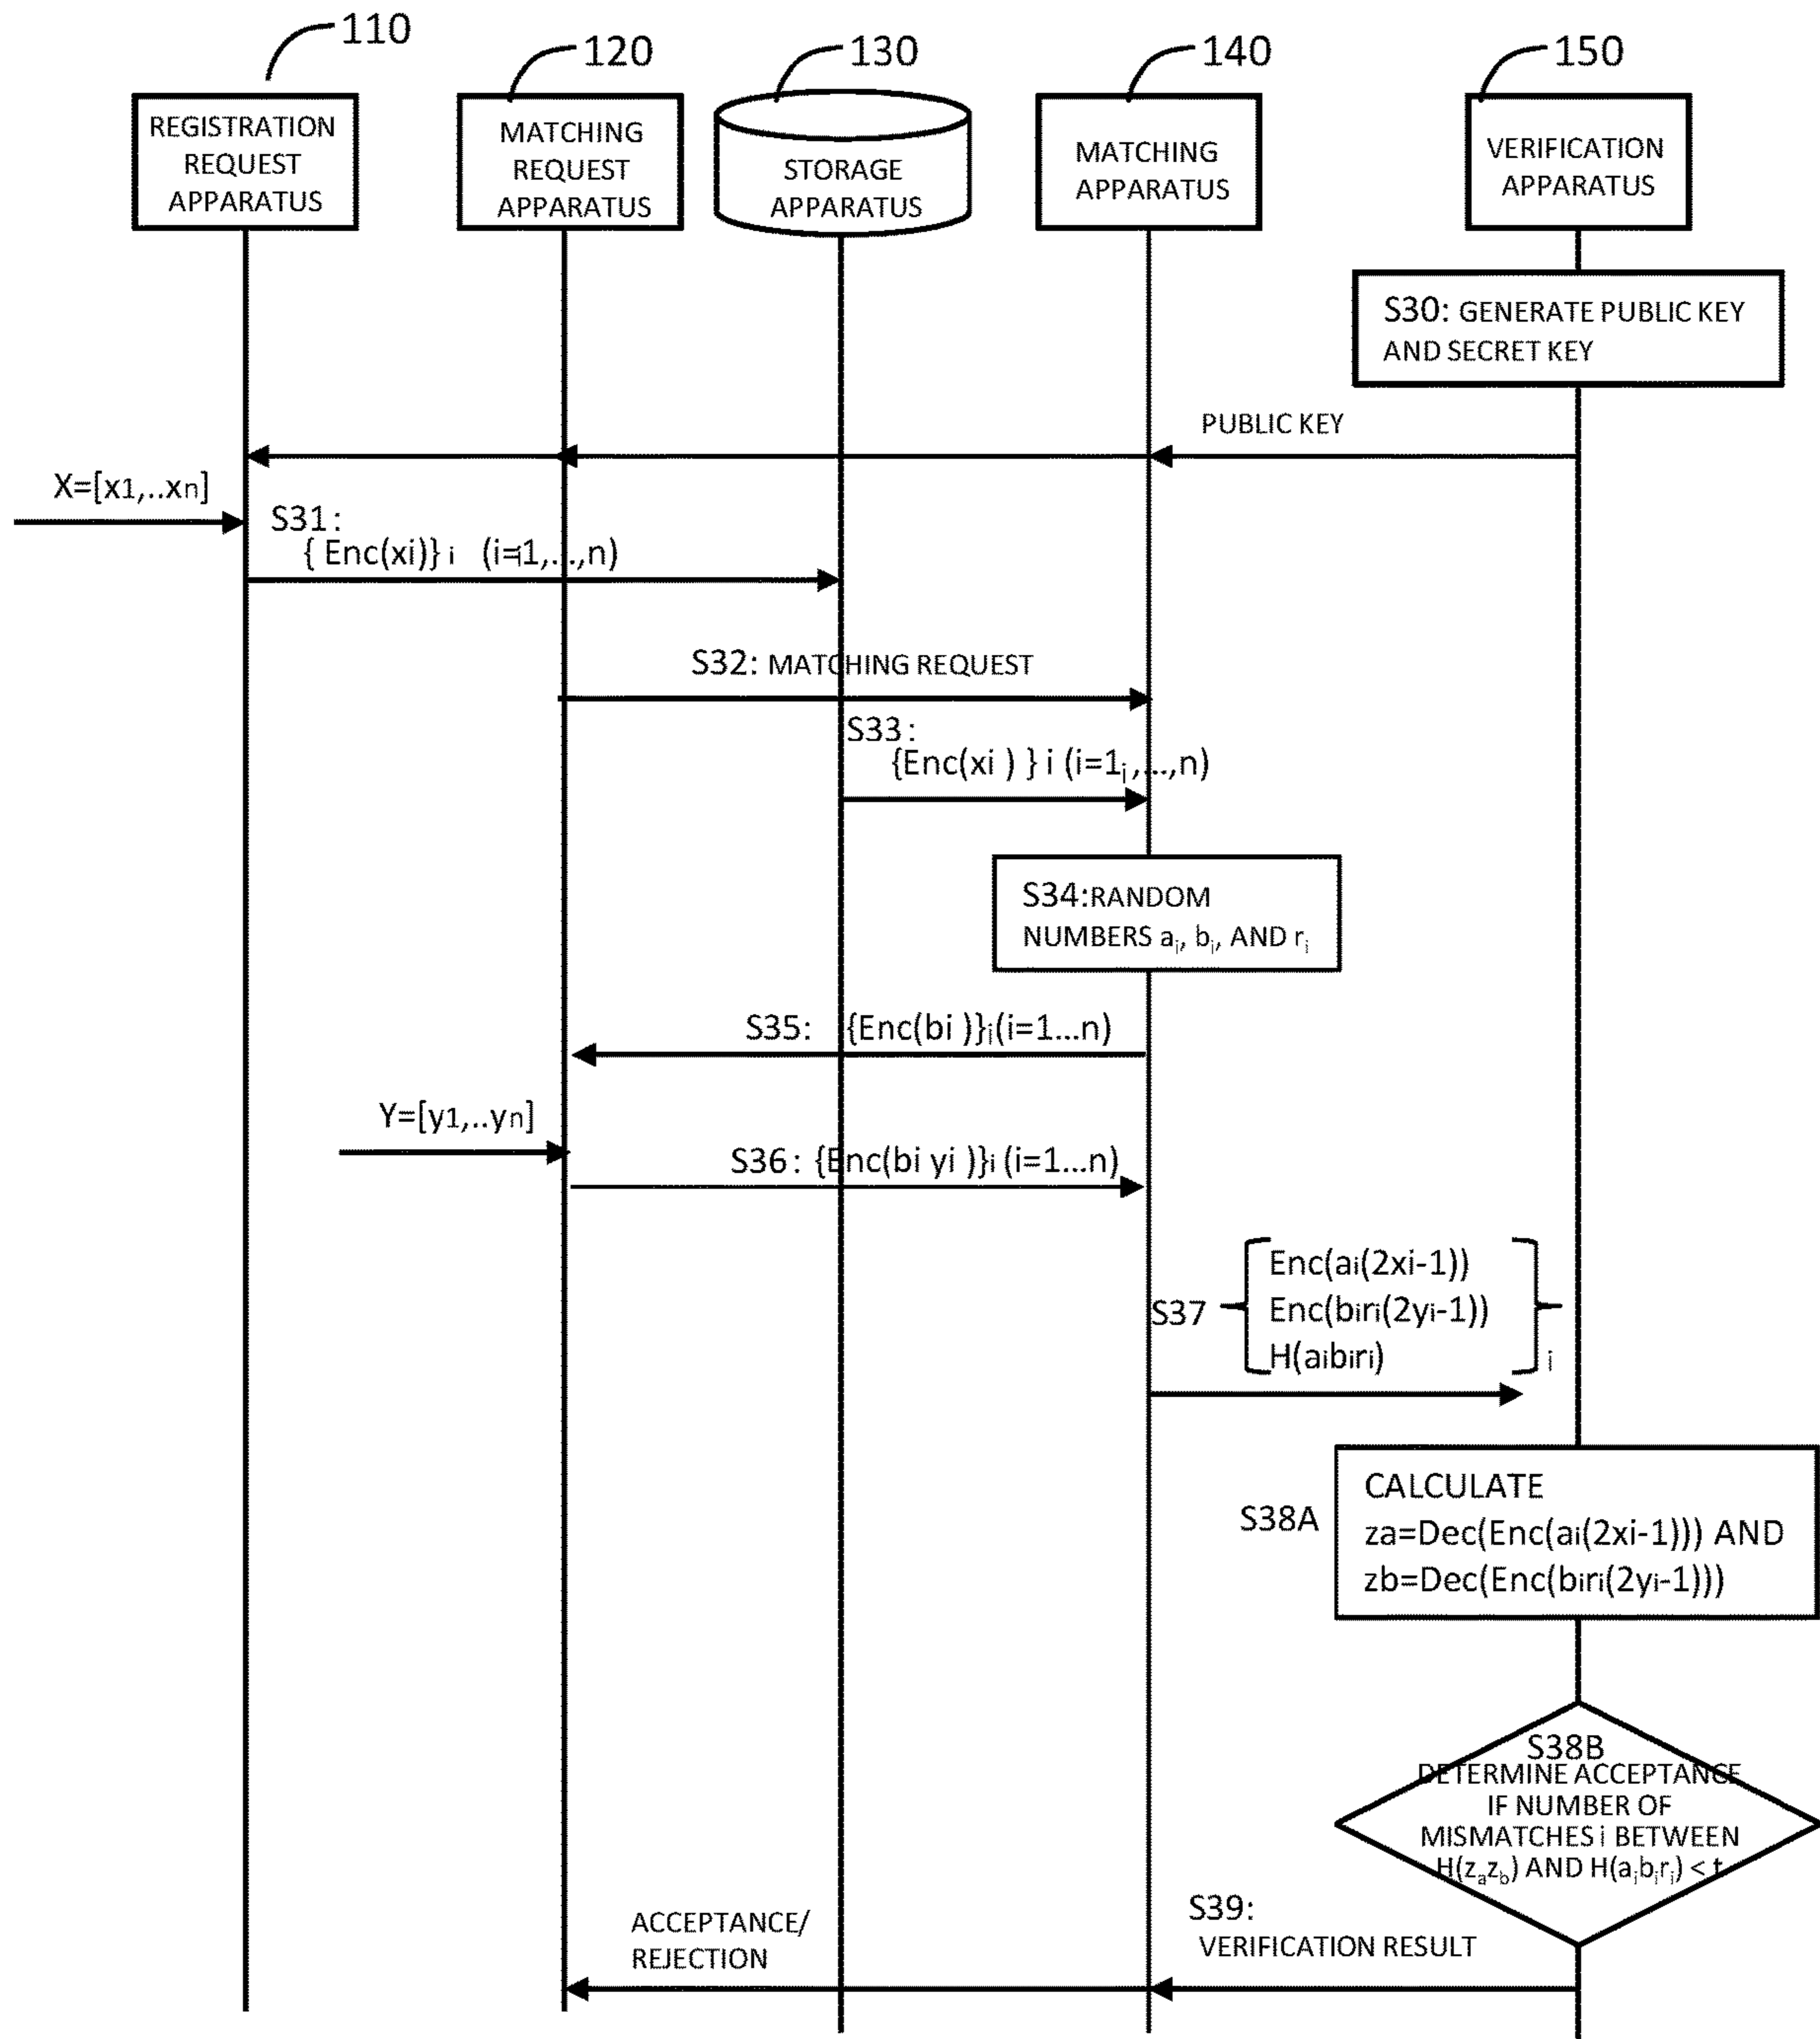 110
120
130
140
150
REGISTRATION
REQUEST
APPARATUS
MATCHING
REQUEST
APPARATUS
STORAGE
APPARATUS
MATCHING
APPARATUS
VERIFICATION
APPARATUS
S30: GENERATE PUBLIC KEY
AND SECRET KEY
PUBLIC KEY
X=[x1,..xn]
S31:
{ Enc(xi)} i (i=i1,...,n)
S32: MATCHING REQUEST
S33:
{Enc(xi ) } i (i=1i,...,n)
S34:RANDOM
NUMBERS ai, bi, AND ri
S35: {Enc(bi )}i(i=1...n)
Y=[y1,..yn]
S36: {Enc(bi yi )}i (i=1...n)
Enc(ai(2xi-1))
S37 Enc(biri(2yi-1))
H(aibiri) i
CALCULATE
S38A za=Dec(Enc(ai(2xi-1))) AND
zb=Dec(Enc(biri(2yi-1)))
S38B
DETERMINE ACCEPTANCE
IF NUMBER OF
MISMATCHES i BETWEEN
H(zazb) AND H(aibiri) < t
S39:
VERIFICATION RESULT
ACCEPTANCE/
REJECTION